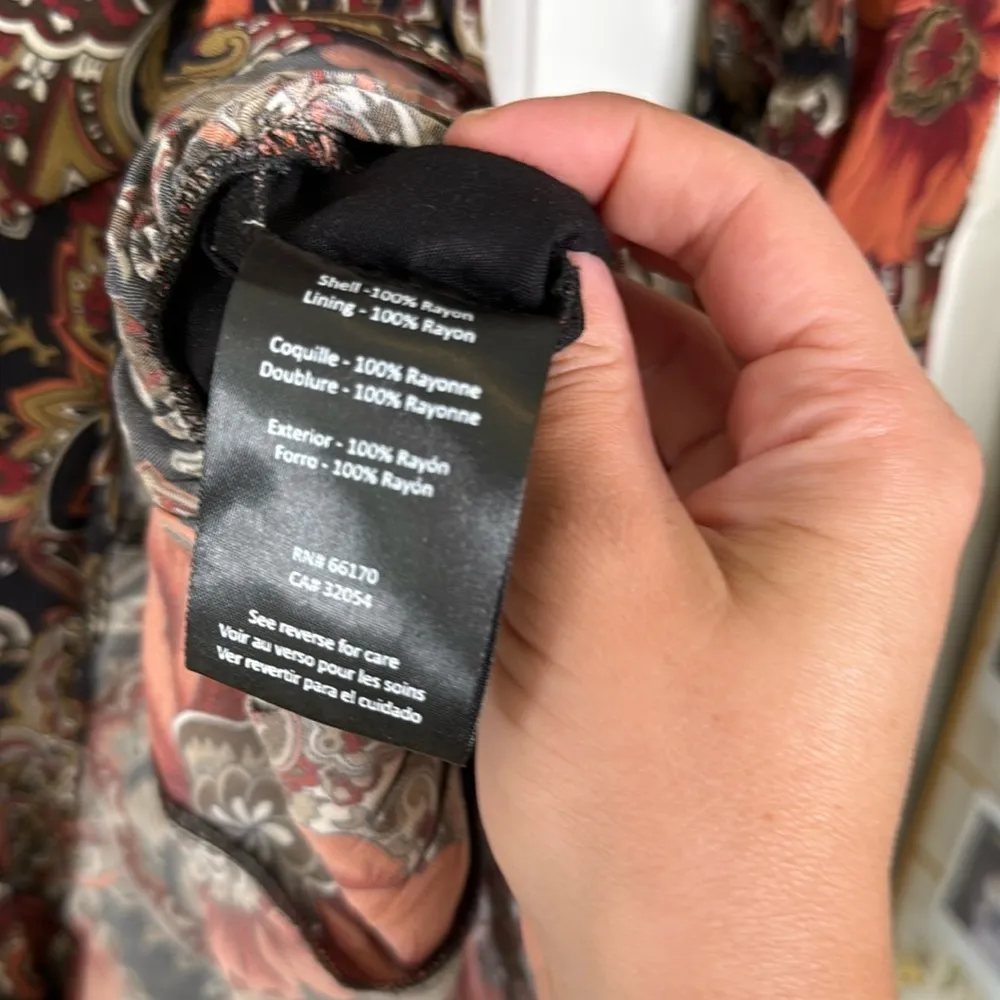 Shell -100% Rayon
Lining - 100% Rayon
Coquille - 100% Rayonne
Doublure - 100% Rayonne
Exterior - 100% Rayón
Forro - 100% Rayón
RN# 66170
CA# 32054
See reverse for care
Voir au verso pour les soins
Ver revertir para el cuidado